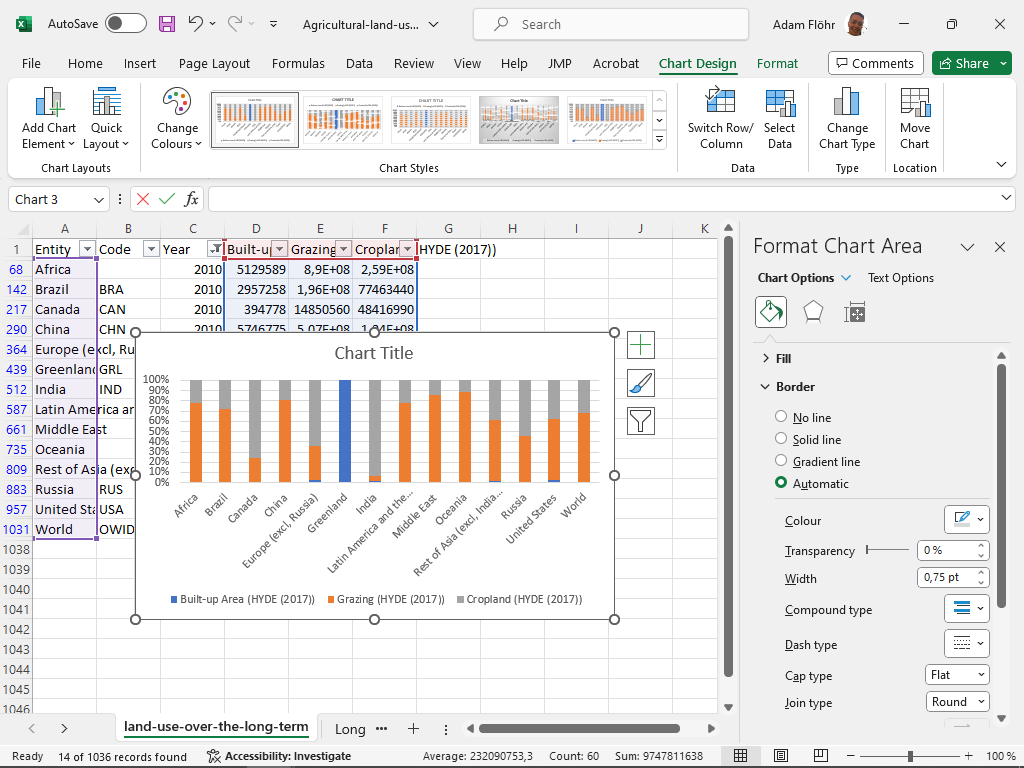 AutoSave
Agricultural-land-us...
Search
Adam Flöhr
File Home Insert Page Layout Formulas Data Review View Help JMP Acrobat Chart Design Format Comments Share
Add Chart Element
Quick Layout
Change Colours
Switch Row/ Column
Select Data
Change Chart Type
Move Chart
Chart Layouts Chart Styles Data Type Location
Chart 3 fx
A B C D E F G H I J K
1 Entity Code Year Built-up Grazing Croplar HYDE (2017))
68 Africa 2010 5129589 8,9E+08 2,59E+08
142 Brazil BRA 2010 2957258 1,96E+08 77463440
217 Canada CAN 2010 394778 14850560 48416990
290 China CHN 2010 5746775 5,07E+08
364 Europe (excl, Ru
439 Greenland GRL
512 India IND
587 Latin America ar
661 Middle East
735 Oceania
809 Rest of Asia (exc
883 Russia RUS
957 United Sta USA
1031 World OWID
1038
1039
1040
1041
1042
1043
1044
1045
1046
Chart Title
100%
90%
80%
70%
60%
50%
40%
30%
20%
10%
0%
Africa
Brazil
Canada
China
Europe (excl, Russia)
Greenland
India
Latin America and the...
Middle East
Oceania
Rest of Asia (excl, India...
Russia
United States
World
Built-up Area (HYDE (2017)) Grazing (HYDE (2017)) Cropland (HYDE (2017))
Format Chart Area
Chart Options Text Options
Fill
Border
No line
Solid line
Gradient line
Automatic
Colour
Transparency 0 %
Width 0,75 pt
Compound type
Dash type
Cap type Flat
Join type Round
land-use-over-the-long-term Long
Ready 14 of 1036 records found Accessibility: Investigate Average: 232090753,3 Count: 60 Sum: 9747811638 100 %